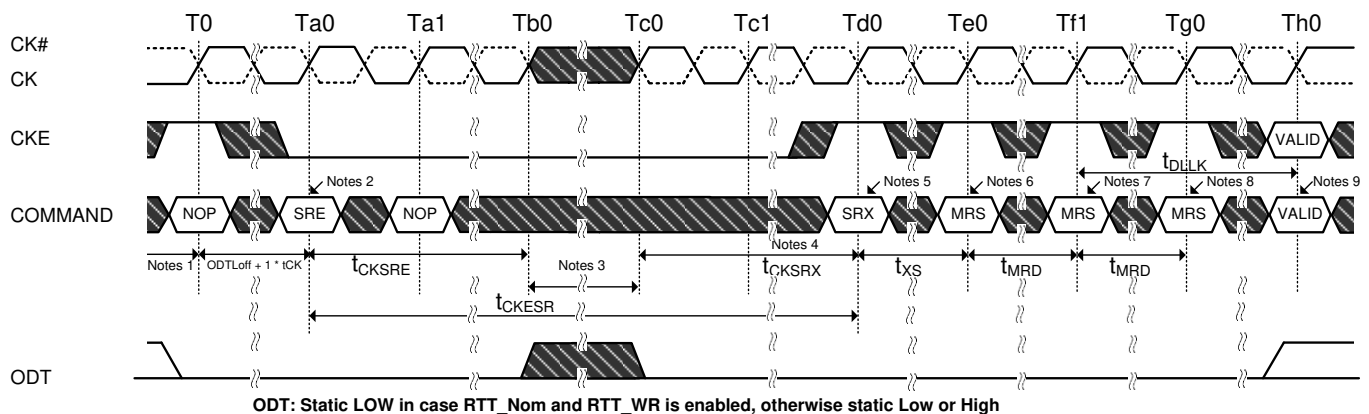 T0 Ta0 Ta1 Tb0 Tc0 Tc1 Td0 Te0 Tf1 Tg0 Th0
CK#
CK
CKE
VALID
tDLLK
Notes 2
Notes 5
Notes 6
Notes 7
Notes 8
Notes 9
COMMAND
NOP
SRE
NOP
SRX
MRS
MRS
MRS
VALID
Notes 1
ODTLoff + 1 * tCK
tCKSRE
Notes 3
Notes 4
tCKSRX
tXS
tMRD
tMRD
tCKESR
ODT
ODT: Static LOW in case RTT_Nom and RTT_WR is enabled, otherwise static Low or High